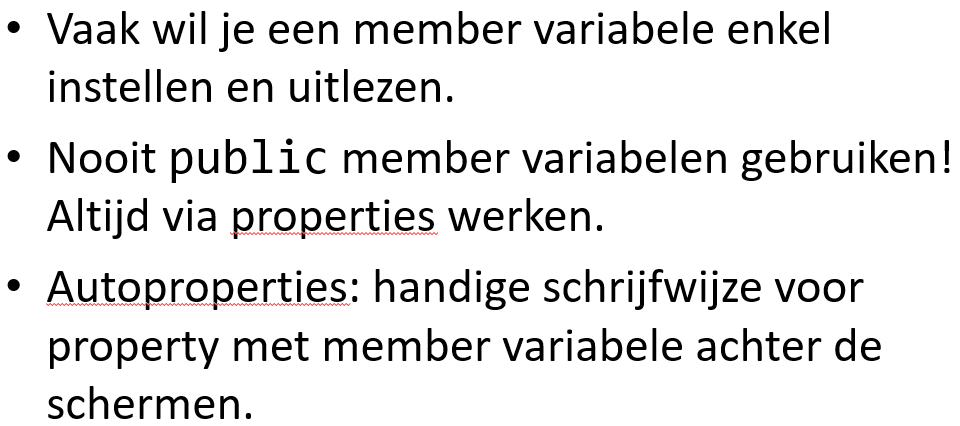 • Vaak wil je een member variabele enkel
instellen en uitlezen.
• Nooit public member variabelen gebruiken!
Altijd via properties werken.
• Autoproperties: handige schrijfwijze voor
property met member variabele achter de
schermen.